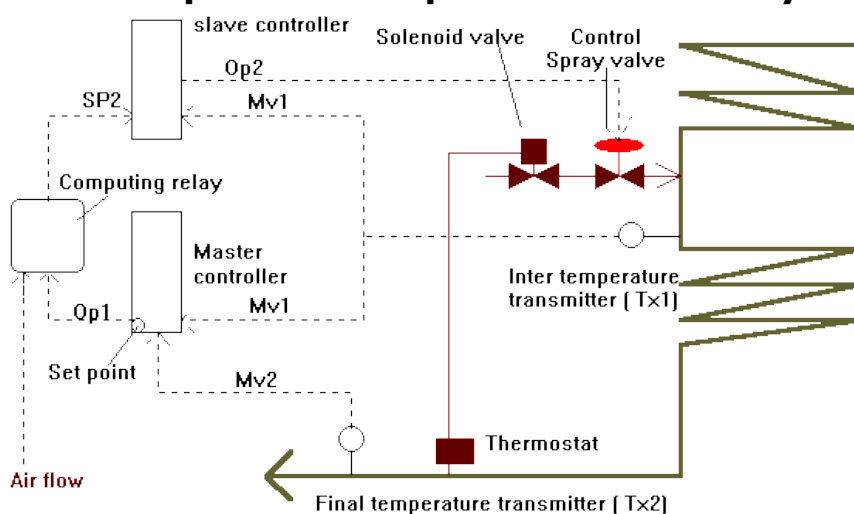 slave controller
Solenoid valve
Control
Spray valve
Op2
SP2
Mv1
Computing relay
Master
controller
Inter temperature
transmitter ( Tx1)
Op1
Mv1
Set point
Mv2
Thermostat
Air flow
Final temperature transmitter ( Tx2)